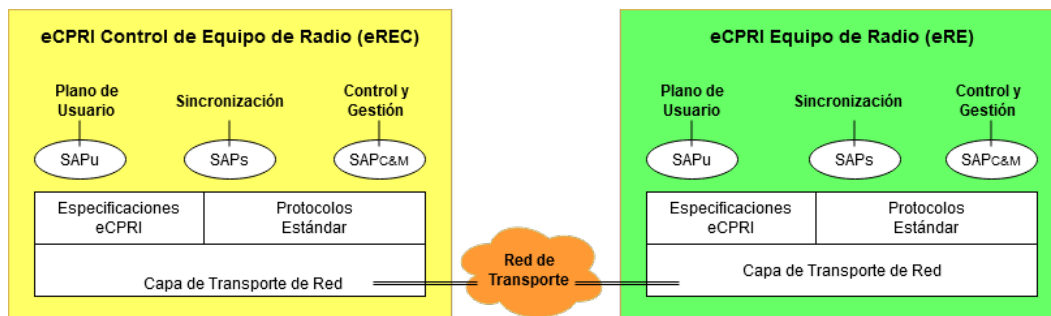 eCPRI Control de Equipo de Radio (eREC)
Plano de
Usuario
Sincronización
Control y
Gestión
SAPu
SAPs
SAPC&M
Especificaciones
eCPRI
Protocolos
Estándar
Capa de Transporte de Red
Red de
Transporte
eCPRI Equipo de Radio (eRE)
Plano de
Usuario
Sincronización
Control y
Gestión
SAPu
SAPs
SAPC&M
Especificaciones
eCPRI
Protocolos
Estándar
Capa de Transporte de Red